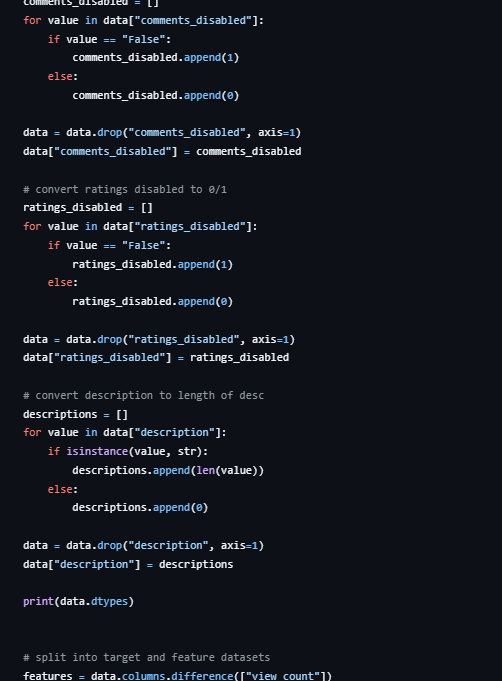 comments_disabled = []
for value in data["comments_disabled"]:
    if value == "False":
        comments_disabled.append(1)
    else:
        comments_disabled.append(0)

data = data.drop("comments_disabled", axis=1)
data["comments_disabled"] = comments_disabled

# convert ratings disabled to 0/1
ratings_disabled = []
for value in data["ratings_disabled"]:
    if value == "False":
        ratings_disabled.append(1)
    else:
        ratings_disabled.append(0)

data = data.drop("ratings_disabled", axis=1)
data["ratings_disabled"] = ratings_disabled

# convert description to length of desc
descriptions = []
for value in data["description"]:
    if isinstance(value, str):
        descriptions.append(len(value))
    else:
        descriptions.append(0)

data = data.drop("description", axis=1)
data["description"] = descriptions

print(data.dtypes)


# split into target and feature datasets
features = data.columns.difference(["view_count"])